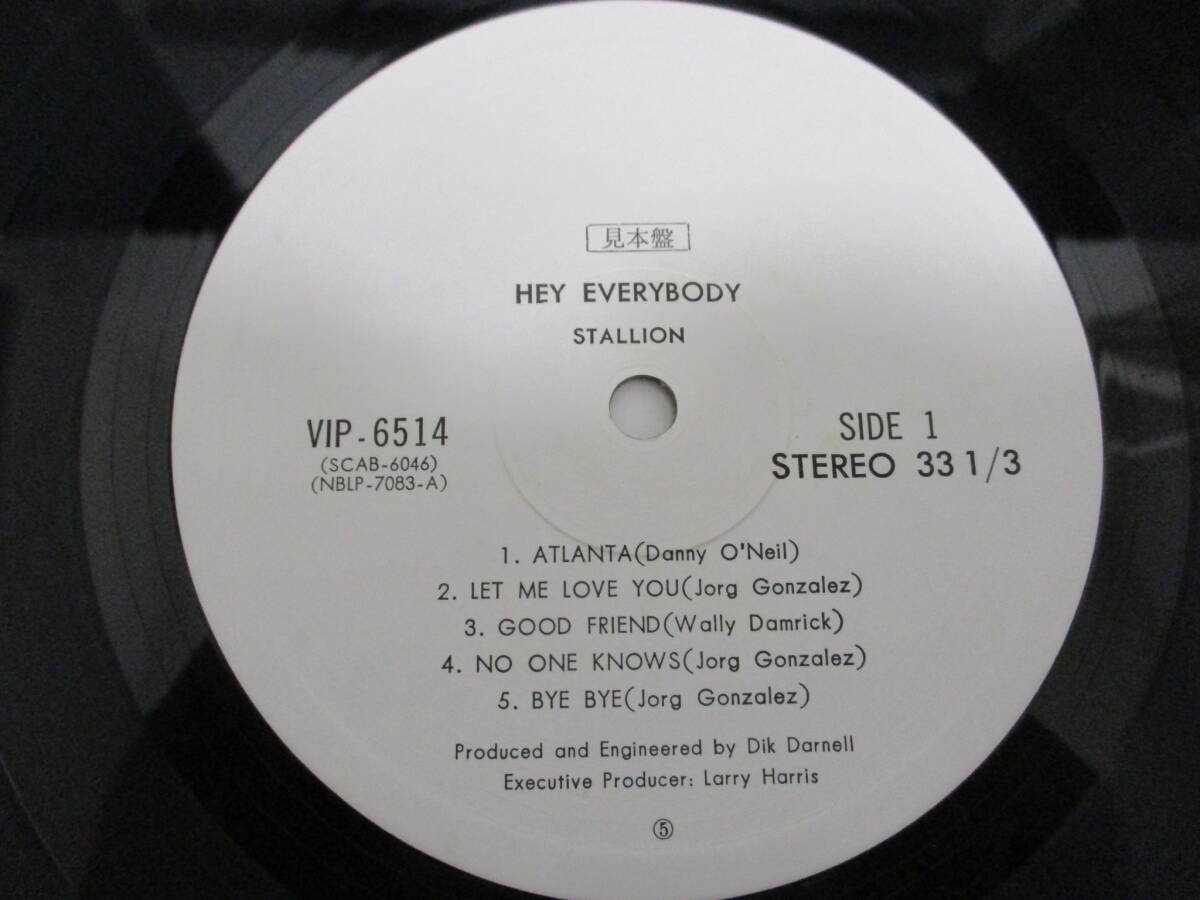 見本盤
HEY EVERYBODY
STALLION
VIP-6514
(SCAB-6046)
(NBLP-7083-A)
SIDE 1
STEREO 33 1/3
1. ATLANTA(Danny O'Neil)
2. LET ME LOVE YOU(Jorg Gonzalez)
3. GOOD FRIEND(Wally Damrick)
4. NO ONE KNOWS(Jorg Gonzalez)
5. BYE BYE(Jorg Gonzalez)
Produced and Engineered by Dik Darnell
Executive Producer: Larry Harris
⑤